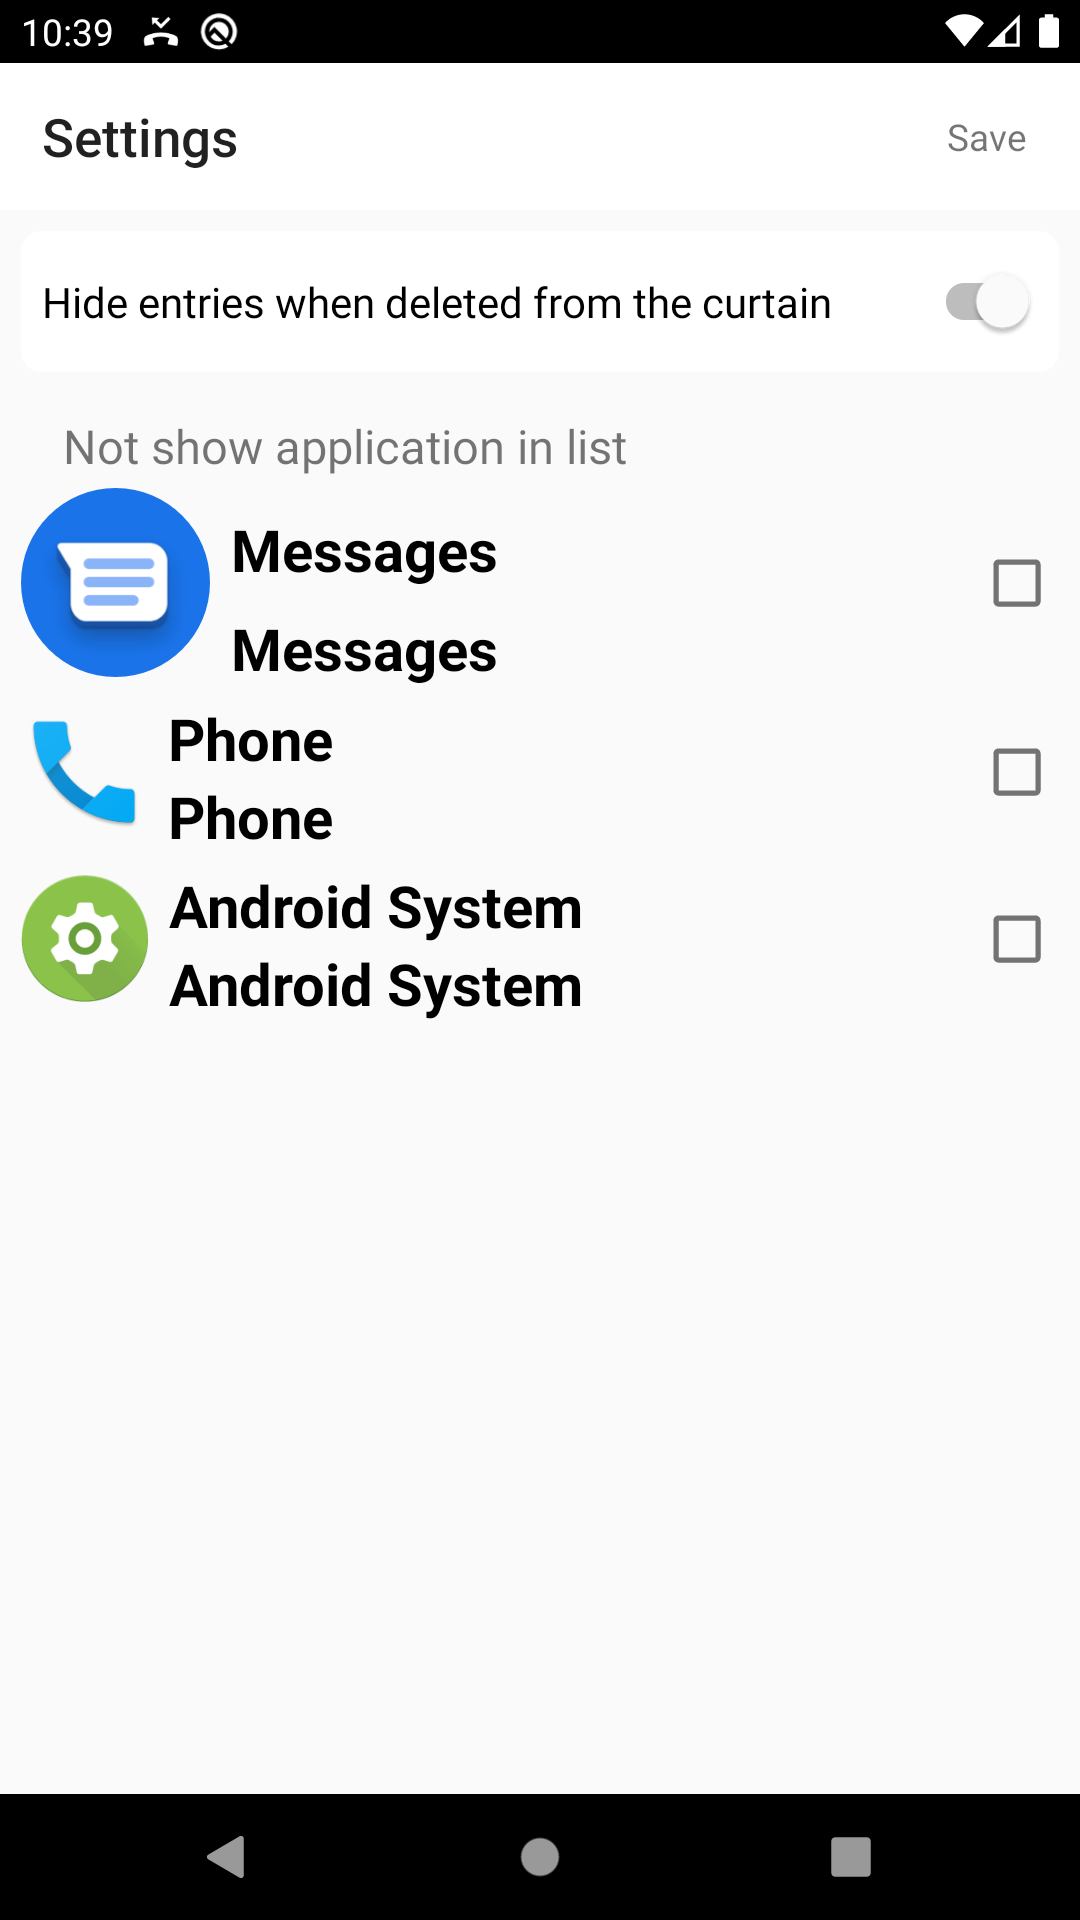 10:39
Settings
Save
Hide entries when deleted from the curtain
Not show application in list
Messages
Messages
Phone
Phone
Android System
Android System